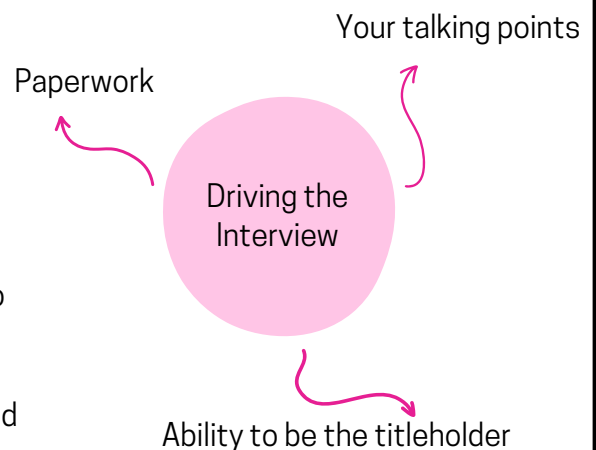 Your talking points
Paperwork
Driving the
Interview
Ability to be the titleholder